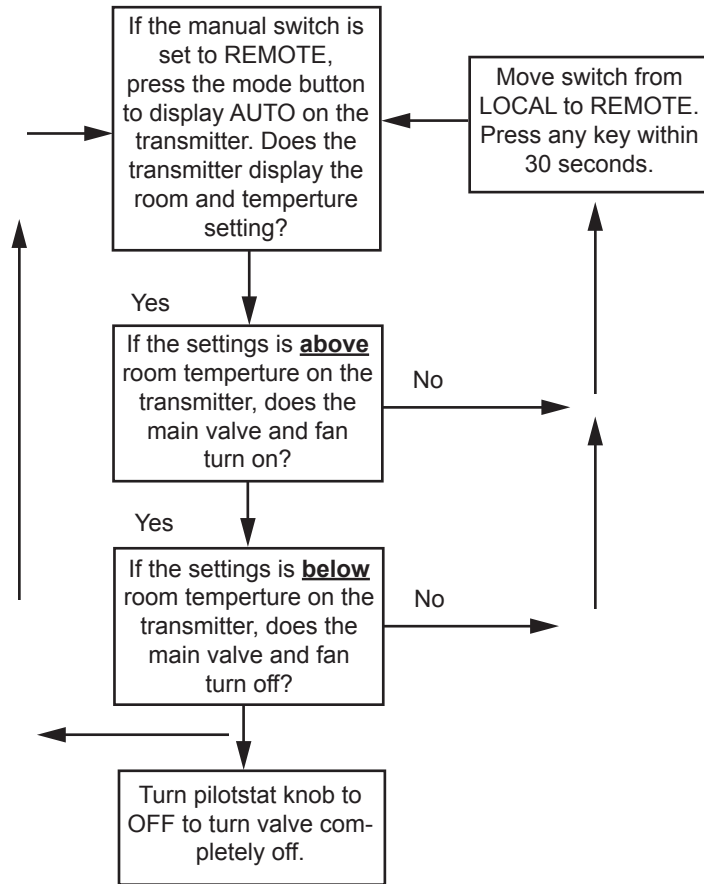 If the manual switch is
set to REMOTE,
press the mode button
to display AUTO on the
transmitter. Does the
transmitter display the
room and temperture
setting?
Move switch from
LOCAL to REMOTE.
Press any key within
30 seconds.
Yes
If the settings is above
room temperture on the
transmitter, does the
main valve and fan
turn on?
No
Yes
If the settings is below
room temperture on the
transmitter, does the
main valve and fan
turn off?
No
Turn pilotstat knob to
OFF to turn valve com-
pletely off.